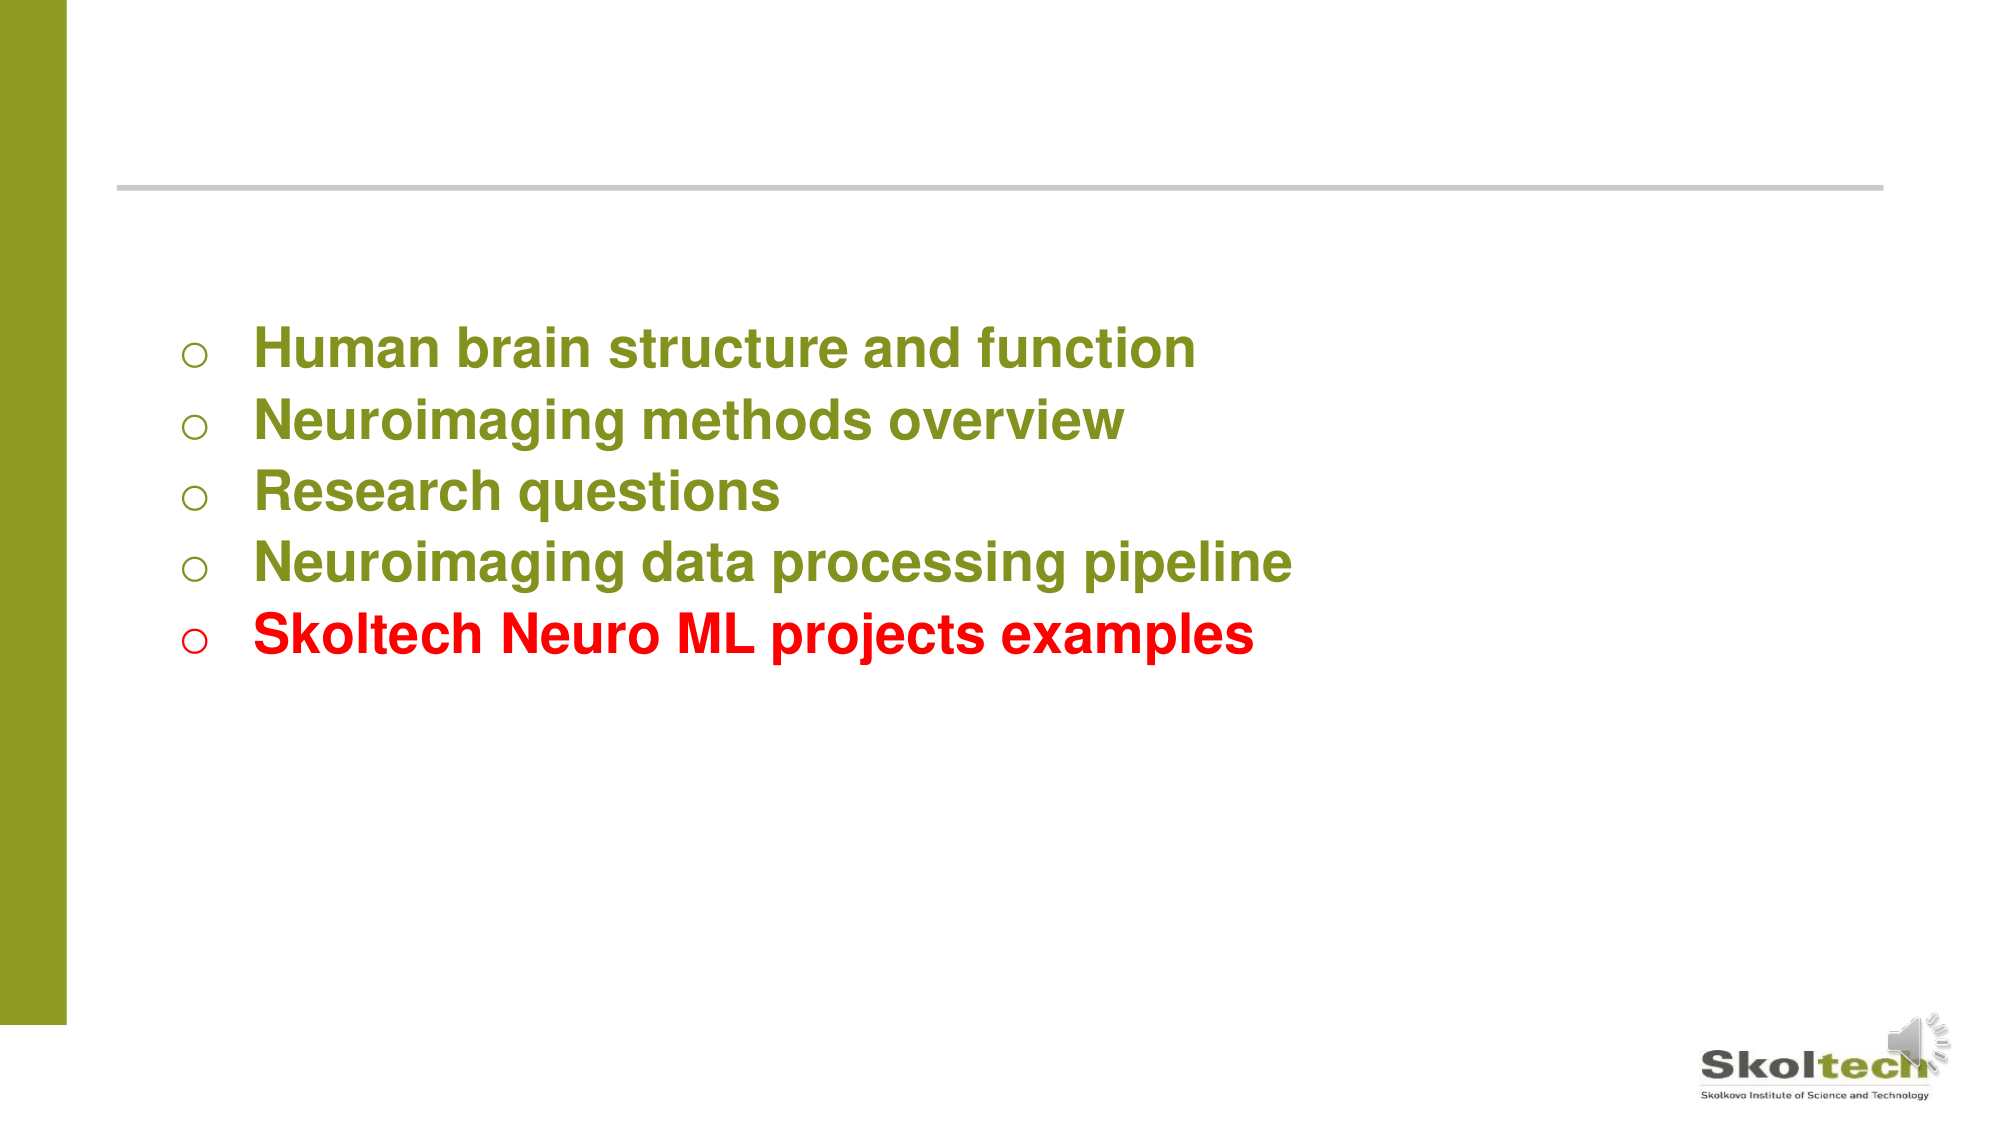 o Human brain structure and function
o Neuroimaging methods overview
o Research questions
o Neuroimaging data processing pipeline
o Skoltech Neuro ML projects examples
Skoltech
Skolkovo Institute of Science and Technology